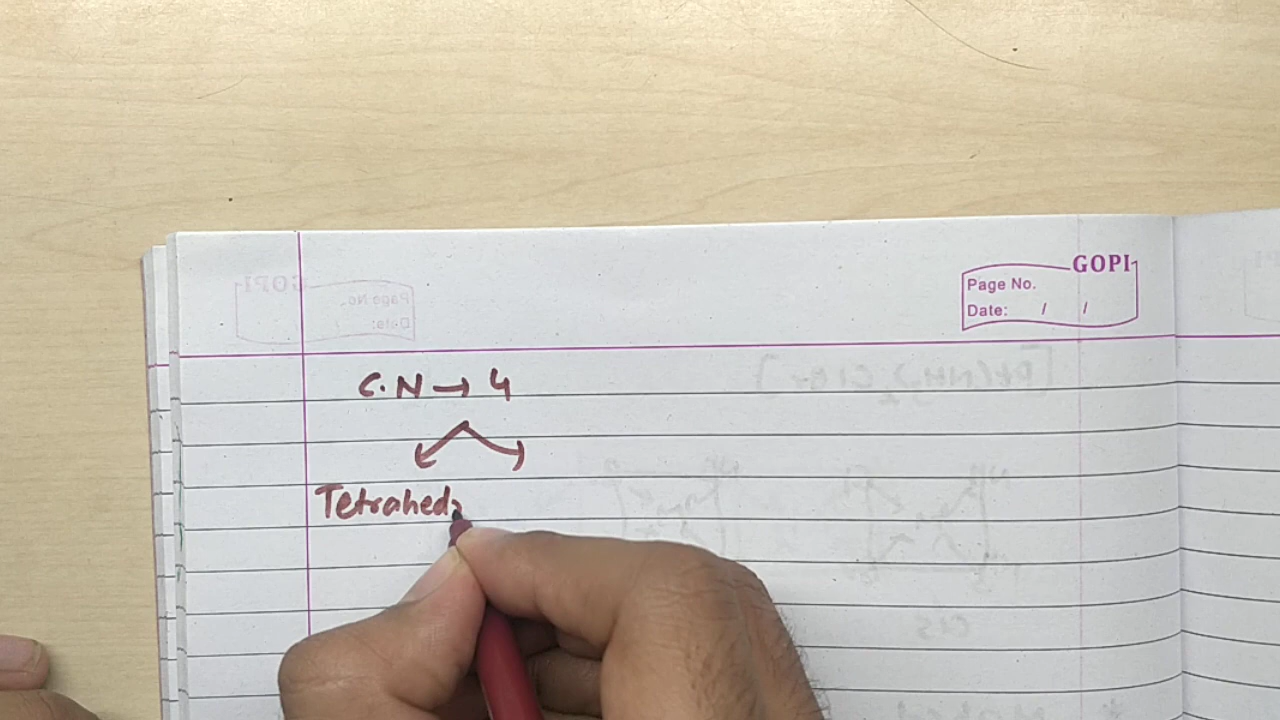 GOPI
Page No.
Date: / /
C.N → 4
Tetrahed